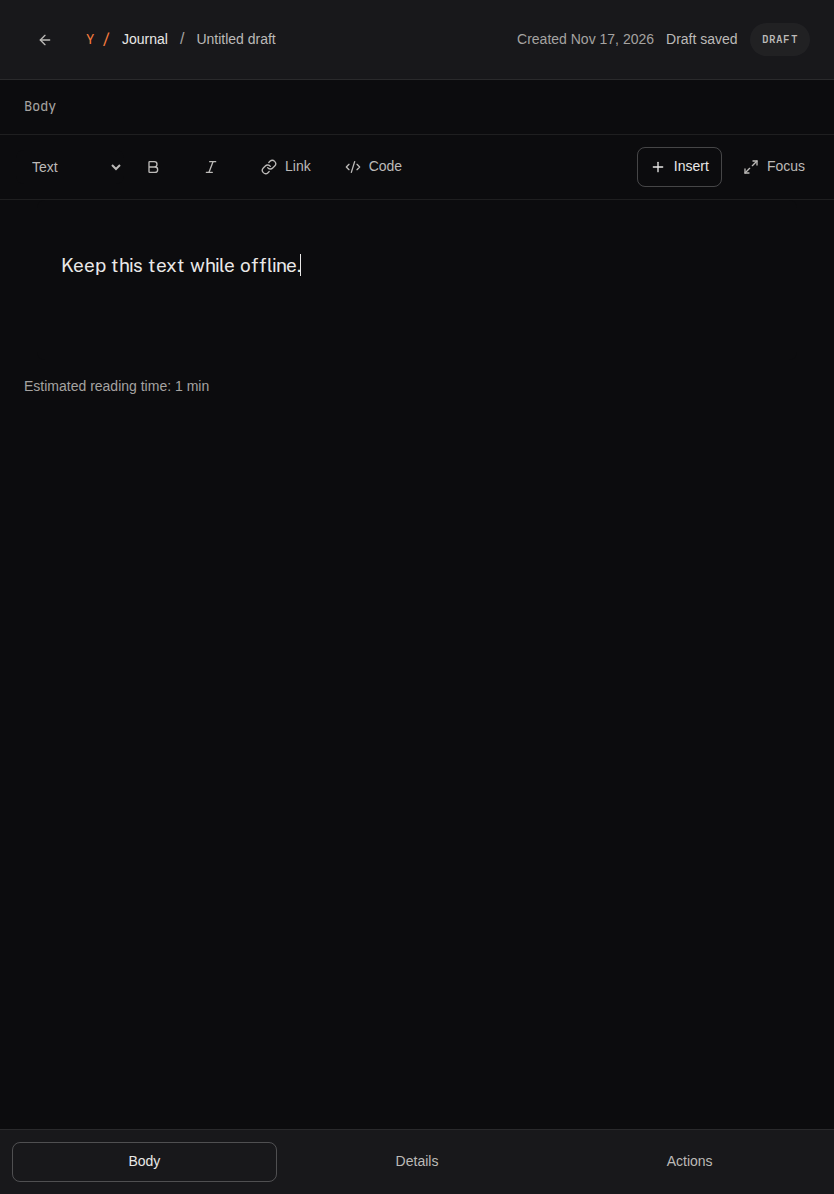 Y / Journal / Untitled draft Created Nov 17, 2026 Draft saved DRAFT
Body
Text B I Link Code Insert Focus
Keep this text while offline.
Estimated reading time: 1 min
Body Details Actions